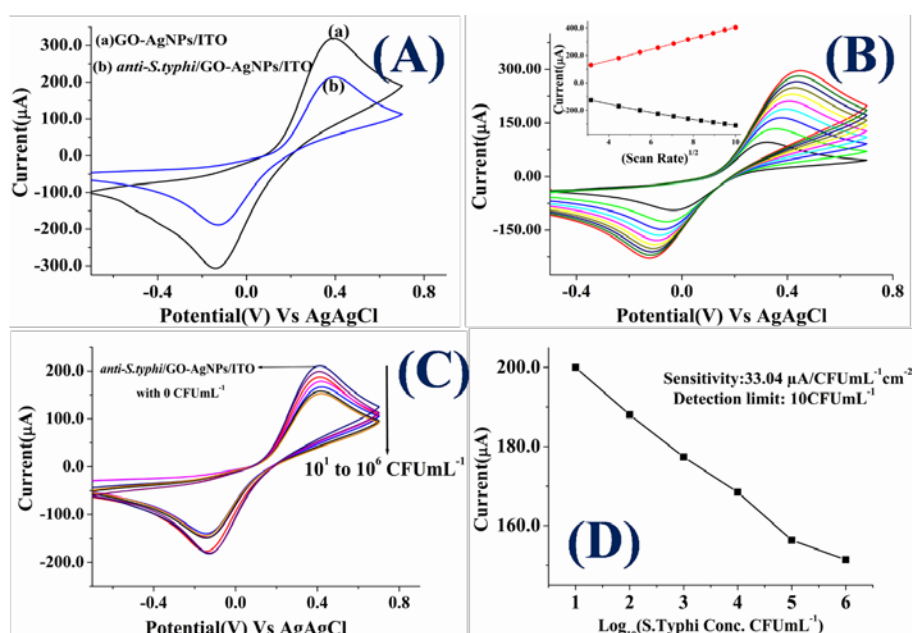 (a)GO-AgNPs/ITO
(b) anti-S.typhi/GO-AgNPs/ITO
(a)
(b)
(A)
300.0
200.0
100.0
0.0
-100.0
-200.0
-300.0
Current(µA)
-0.4
0.0
0.4
0.8
Potential(V) Vs AgAgCl
(B)
400.0
200.0
0.0
-200.0
Current(µA)
4
5
6
7
8
9
10
(Scan Rate)1/2
300.00
150.00
0.00
-150.00
Current(µA)
-0.4
0.0
0.4
0.8
Potential(V) Vs AgAgCl
anti-S.typhi/GO-AgNPs/ITO
with 0 CFUmL-1
(C)
10¹ to 10⁶ CFUmL-1
200.0
100.0
0.0
-100.0
-200.0
Current(µA)
-0.4
0.0
0.4
0.8
Potential(V) Vs AgAgCl
Sensitivity:33.04 µA/CFUmL-1cm-2
Detection limit: 10CFUmL-1
(D)
200.0
180.0
160.0
Current(µA)
1
2
3
4
5
6
(S.Typhi Conc. CFUmL-1)